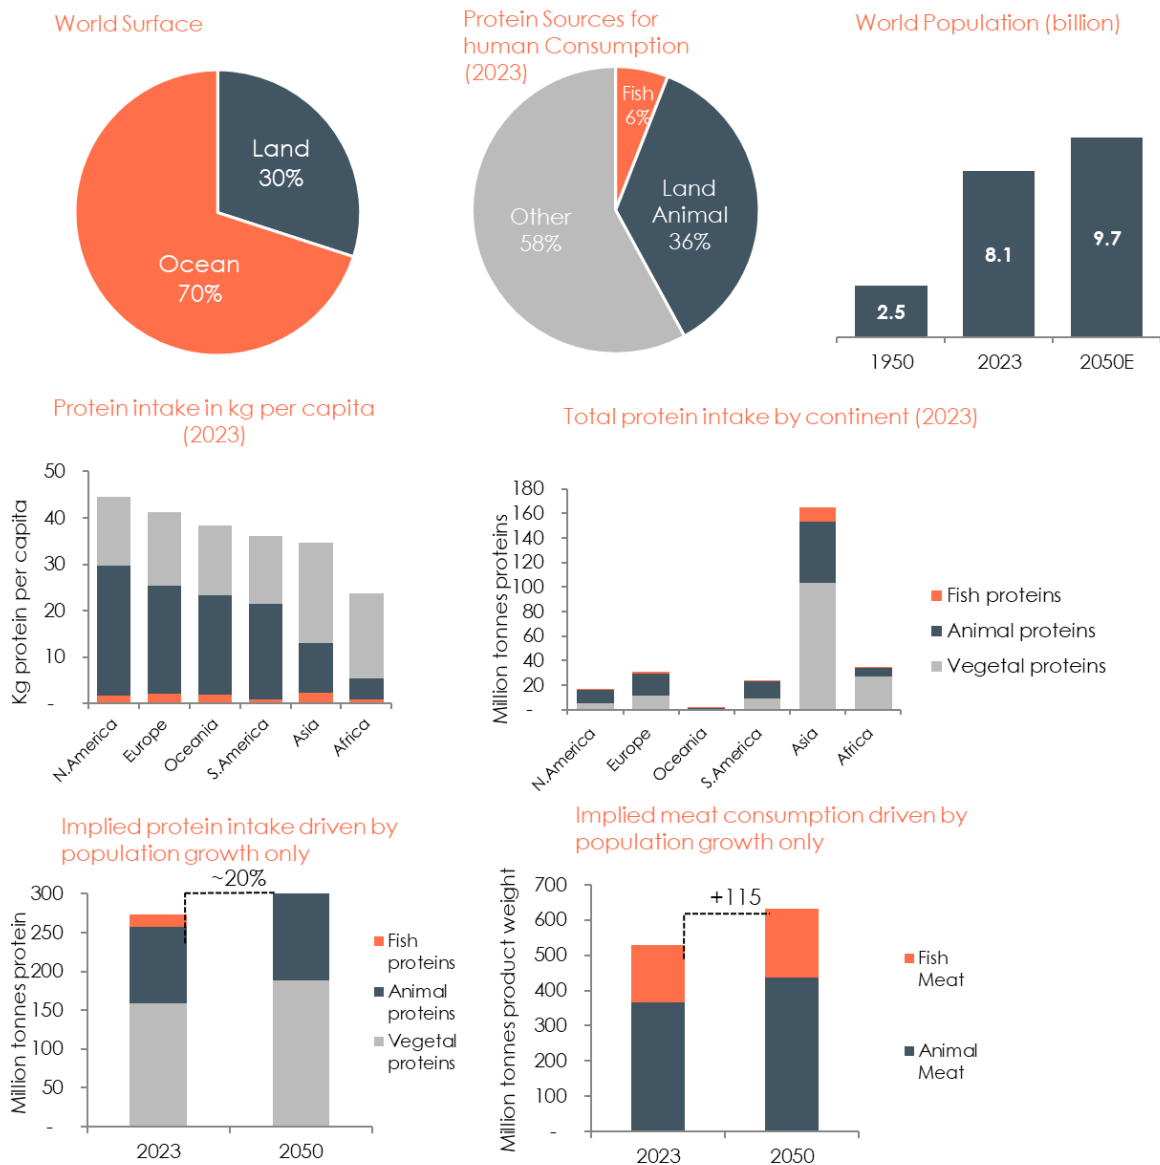 World Surface
Land
30%
Ocean
70%
Protein Sources for
human Consumption
(2023)
Fish
6%
Land
Animal
36%
Other
58%
World Population (billion)
2.5
8.1
9.7
1950
2023
2050E
Protein intake in kg per capita
(2023)
Kg protein per capita
50
40
30
20
10
-
N.America
Europe
Oceania
S.America
Asia
Africa
Total protein intake by continent (2023)
Million tonnes proteins
180
160
140
120
100
80
60
40
20
-
N.America
Europe
Oceania
S.America
Asia
Africa
Fish proteins
Animal proteins
Vegetal proteins
Implied protein intake driven by
population growth only
Million tonnes protein
300
250
200
150
100
50
-
~20%
2023
2050
Fish
proteins
Animal
proteins
Vegetal
proteins
Implied meat consumption driven by
population growth only
Million tonnes product weight
700
600
500
400
300
200
100
-
+115
2023
2050
Fish
Meat
Animal
Meat